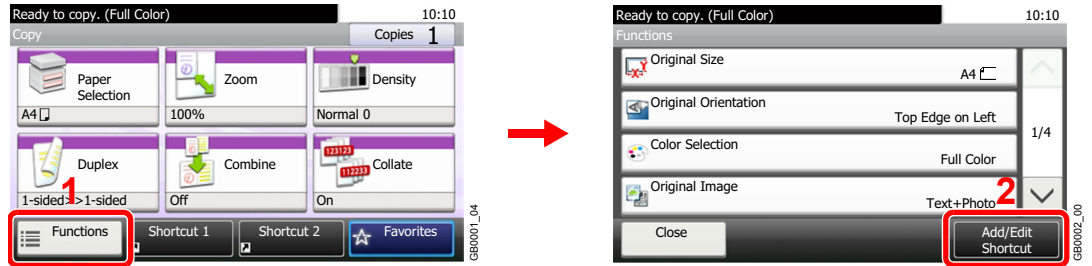 Ready to copy. (Full Color)
10:10
Copy
Copies 1
Paper
Selection
A4
Zoom
100%
Density
Normal 0
Duplex
1-sided>>1-sided
Combine
Off
123123
112233
Collate
On
1
Functions
Shortcut 1
Shortcut 2
Favorites
GB0001_04
Ready to copy. (Full Color)
10:10
Functions
Original Size
A4
Original Orientation
Top Edge on Left
Color Selection
Full Color
Original Image
Text+Photo
1/4
2
Close
Add/Edit
Shortcut
GB0002_00